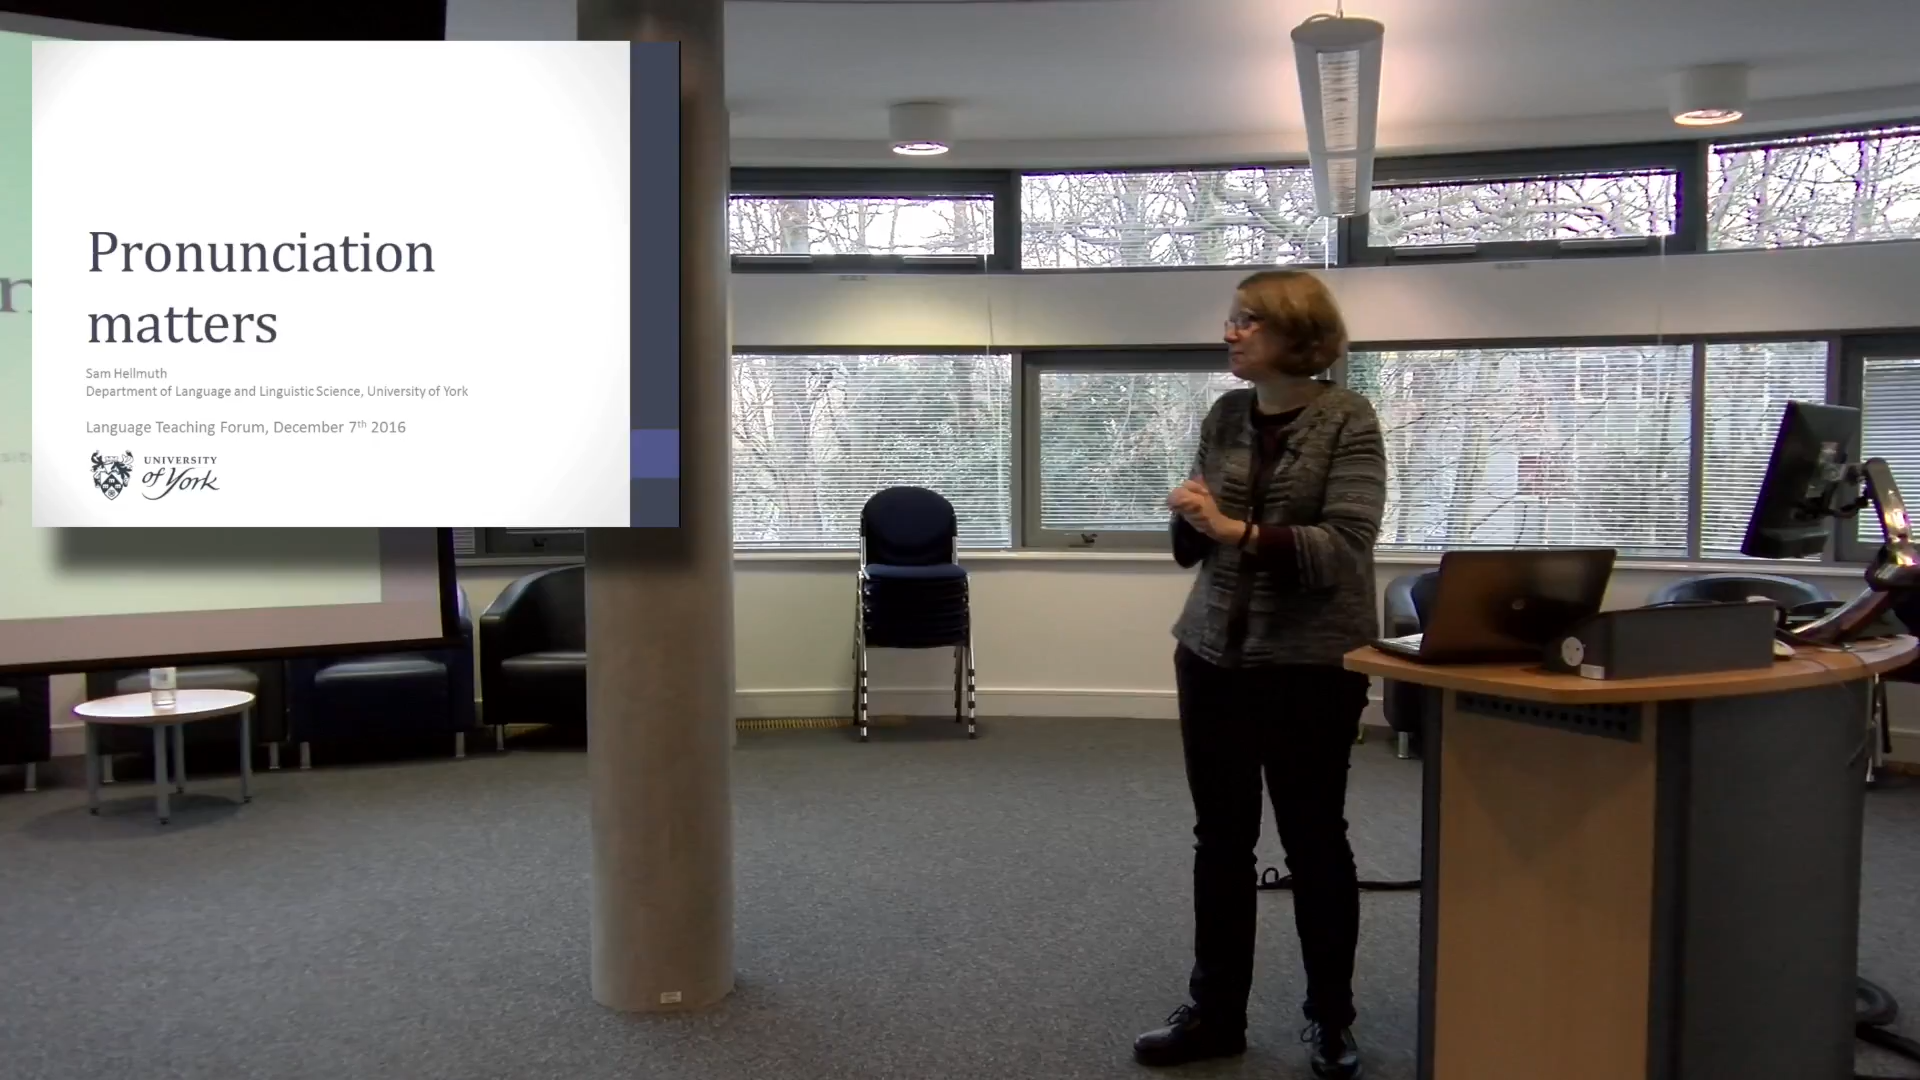 Pronunciation
matters
Sam Hellmuth
Department of Language and Linguistic Science, University of York
Language Teaching Forum, December 7th 2016
UNIVERSITY
of York